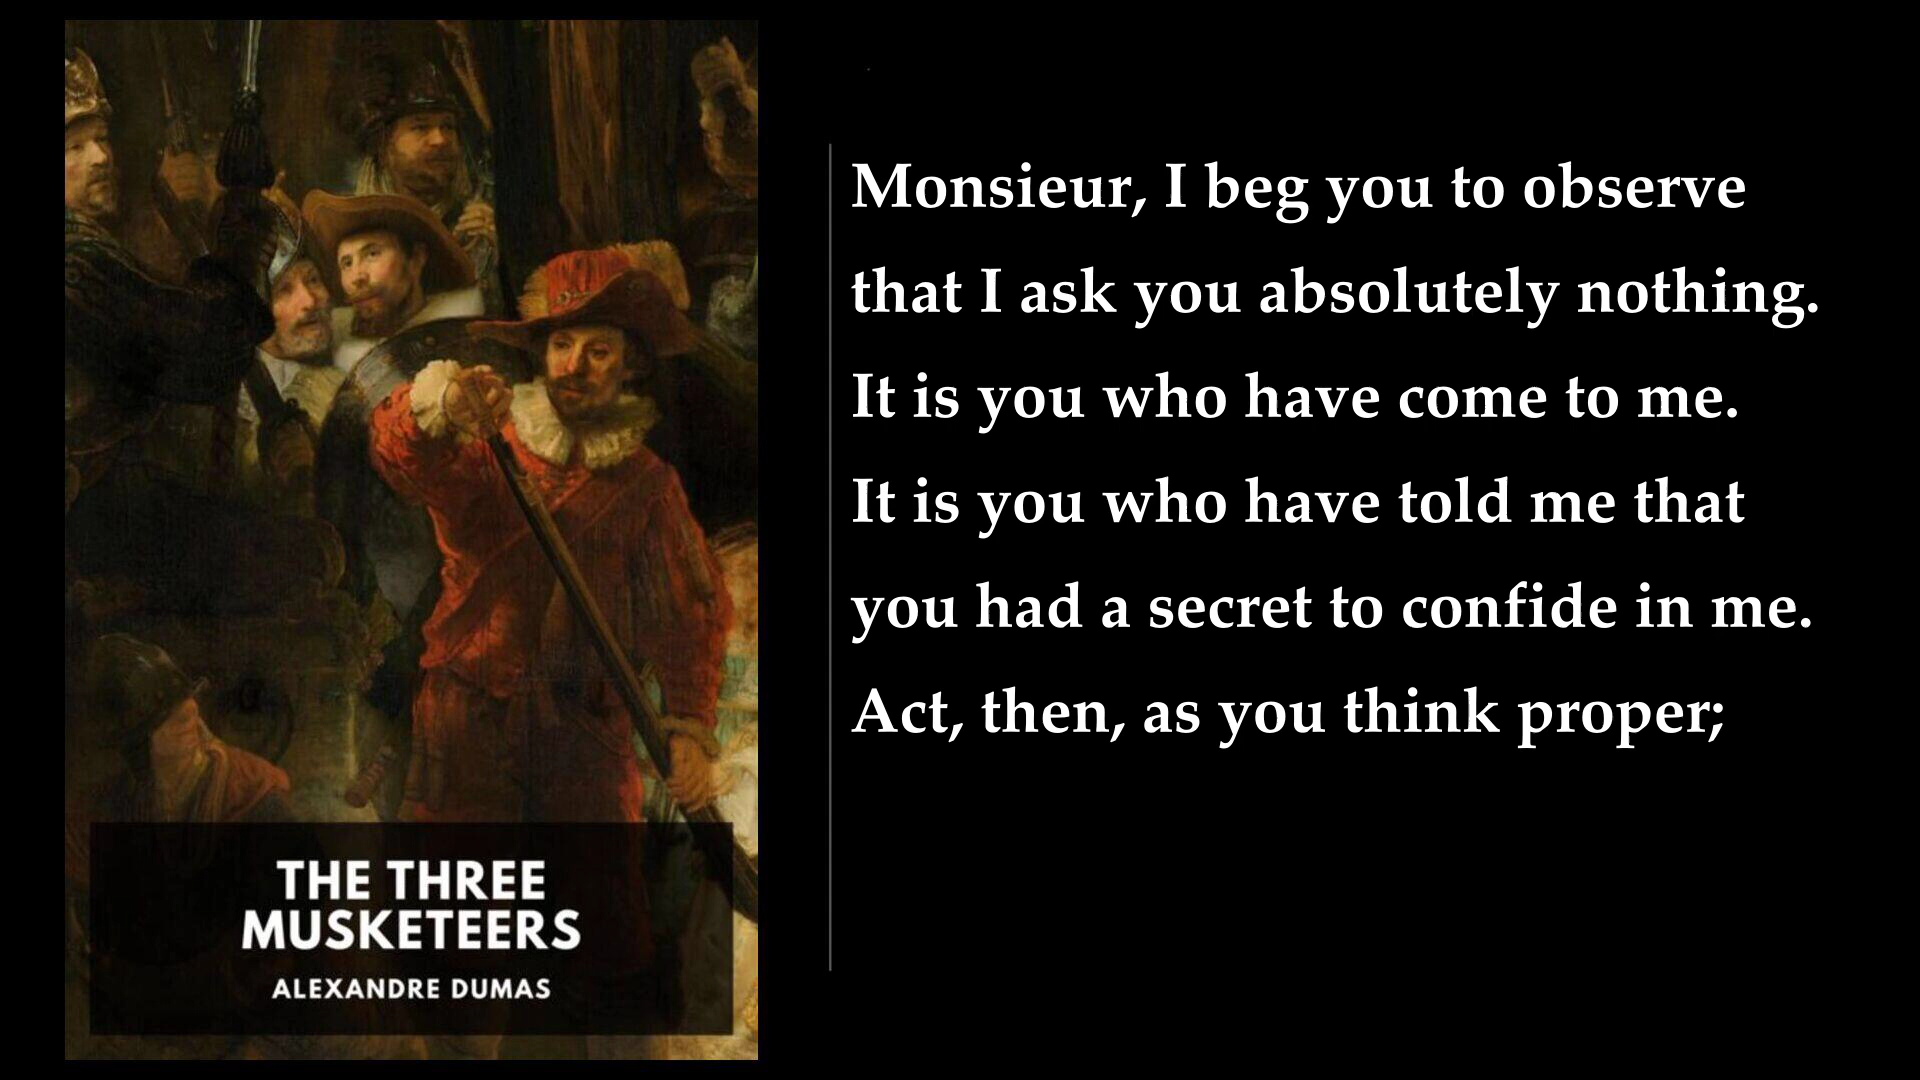 THE THREE
MUSKETEERS
ALEXANDRE DUMAS
Monsieur, I beg you to observe
that I ask you absolutely nothing.
It is you who have come to me.
It is you who have told me that
you had a secret to confide in me.
Act, then, as you think proper;